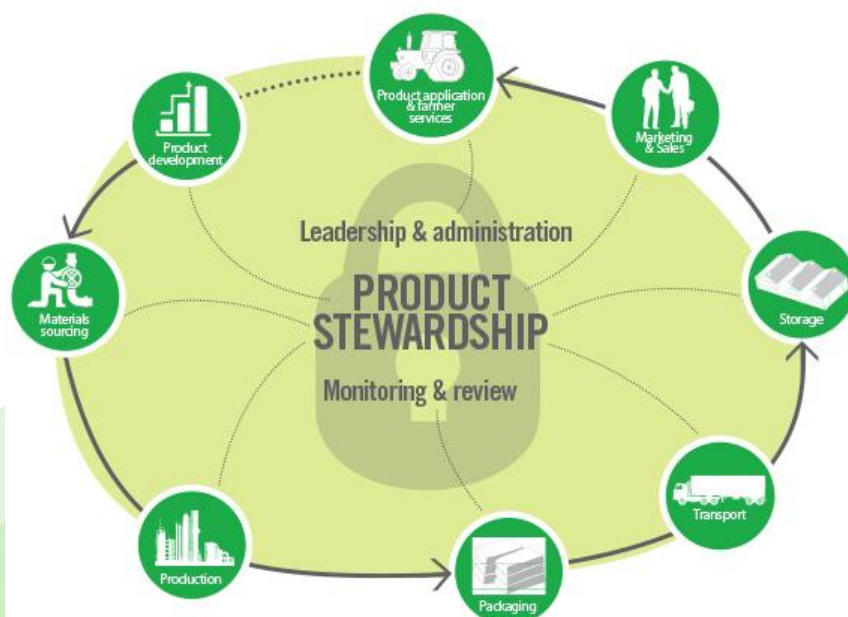 Product application
& farmer
services
Product
development
Marketing
& Sales
Leadership & administration
PRODUCT
STEWARDSHIP
Monitoring & review
Materials
sourcing
Storage
Transport
Production
Packaging